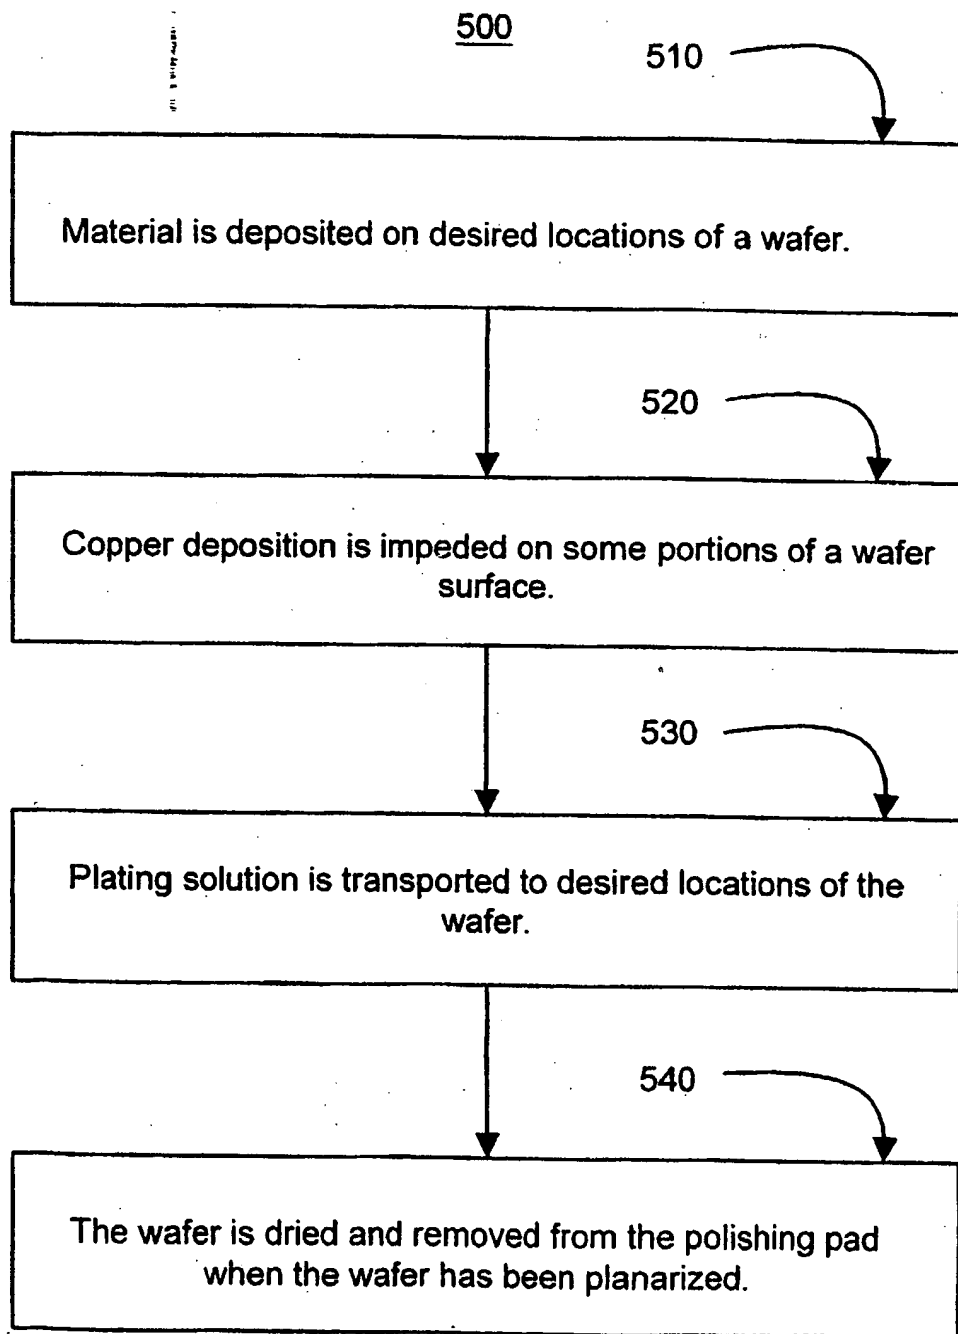 500
510
Material is deposited on desired locations of a wafer.
520
Copper deposition is impeded on some portions of a wafer
surface.
530
Plating solution is transported to desired locations of the
wafer.
540
The wafer is dried and removed from the polishing pad
when the wafer has been planarized.